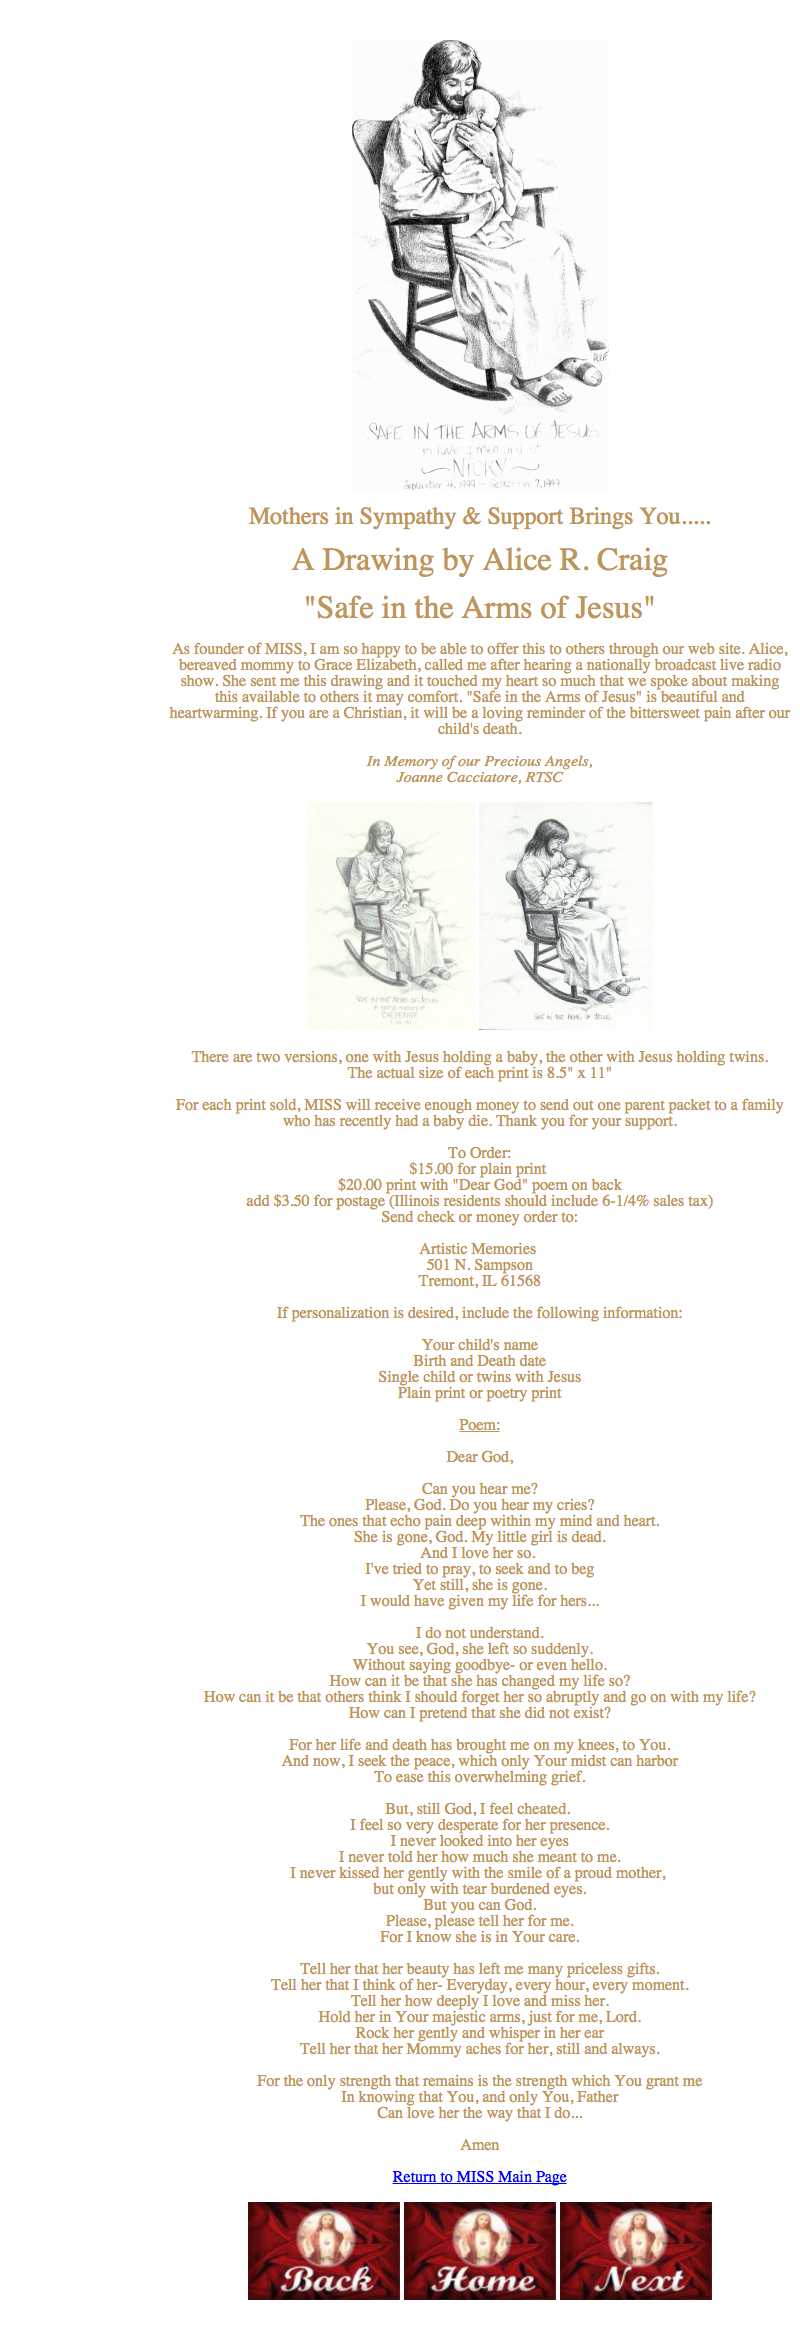 SAFE IN THE ARMS OF JESUS
in loving memory of
NICKY
September 4, 1999 - September 7, 1999
Mothers in Sympathy & Support Brings You.....
A Drawing by Alice R. Craig
"Safe in the Arms of Jesus"
As founder of MISS, I am so happy to be able to offer this to others through our web site. Alice,
bereaved mommy to Grace Elizabeth, called me after hearing a nationally broadcast live radio
show. She sent me this drawing and it touched my heart so much that we spoke about making
this available to others it may comfort. "Safe in the Arms of Jesus" is beautiful and
heartwarming. If you are a Christian, it will be a loving reminder of the bittersweet pain after our
child's death.
In Memory of our Precious Angels,
Joanne Cacciatore, RTSC
SAFE IN THE ARMS OF JESUS
SAFE IN THE ARMS OF JESUS
There are two versions, one with Jesus holding a baby, the other with Jesus holding twins.
The actual size of each print is 8.5" x 11"
For each print sold, MISS will receive enough money to send out one parent packet to a family
who has recently had a baby die. Thank you for your support.
To Order:
$15.00 for plain print
$20.00 print with "Dear God" poem on back
add $3.50 for postage (Illinois residents should include 6-1/4% sales tax)
Send check or money order to:
Artistic Memories
501 N. Sampson
Tremont, IL 61568
If personalization is desired, include the following information:
Your child's name
Birth and Death date
Single child or twins with Jesus
Plain print or poetry print
Poem:
Dear God,
Can you hear me?
Please, God. Do you hear my cries?
The ones that echo pain deep within my mind and heart.
She is gone, God. My little girl is dead.
And I love her so.
I've tried to pray, to seek and to beg
Yet still, she is gone.
I would have given my life for hers...
I do not understand.
You see, God, she left so suddenly.
Without saying goodbye- or even hello.
How can it be that she has changed my life so?
How can it be that others think I should forget her so abruptly and go on with my life?
How can I pretend that she did not exist?
For her life and death has brought me on my knees, to You.
And now, I seek the peace, which only Your midst can harbor
To ease this overwhelming grief.
But, still God, I feel cheated.
I feel so very desperate for her presence.
I never looked into her eyes
I never told her how much she meant to me.
I never kissed her gently with the smile of a proud mother,
but only with tear burdened eyes.
But you can God.
Please, please tell her for me.
For I know she is in Your care.
Tell her that her beauty has left me many priceless gifts.
Tell her that I think of her- Everyday, every hour, every moment.
Tell her how deeply I love and miss her.
Hold her in Your majestic arms, just for me, Lord.
Rock her gently and whisper in her ear
Tell her that her Mommy aches for her, still and always.
For the only strength that remains is the strength which You grant me
In knowing that You, and only You, Father
Can love her the way that I do...
Amen
Return to MISS Main Page
Back Home Next